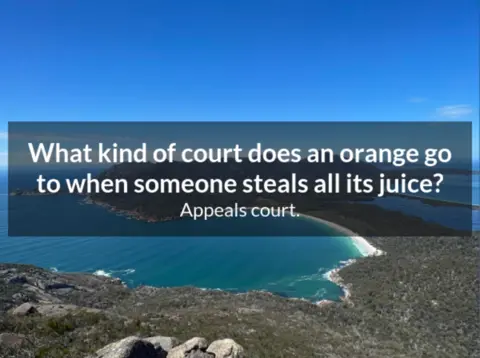 What kind of court does an orange go
to when someone steals all its juice?
Appeals court.